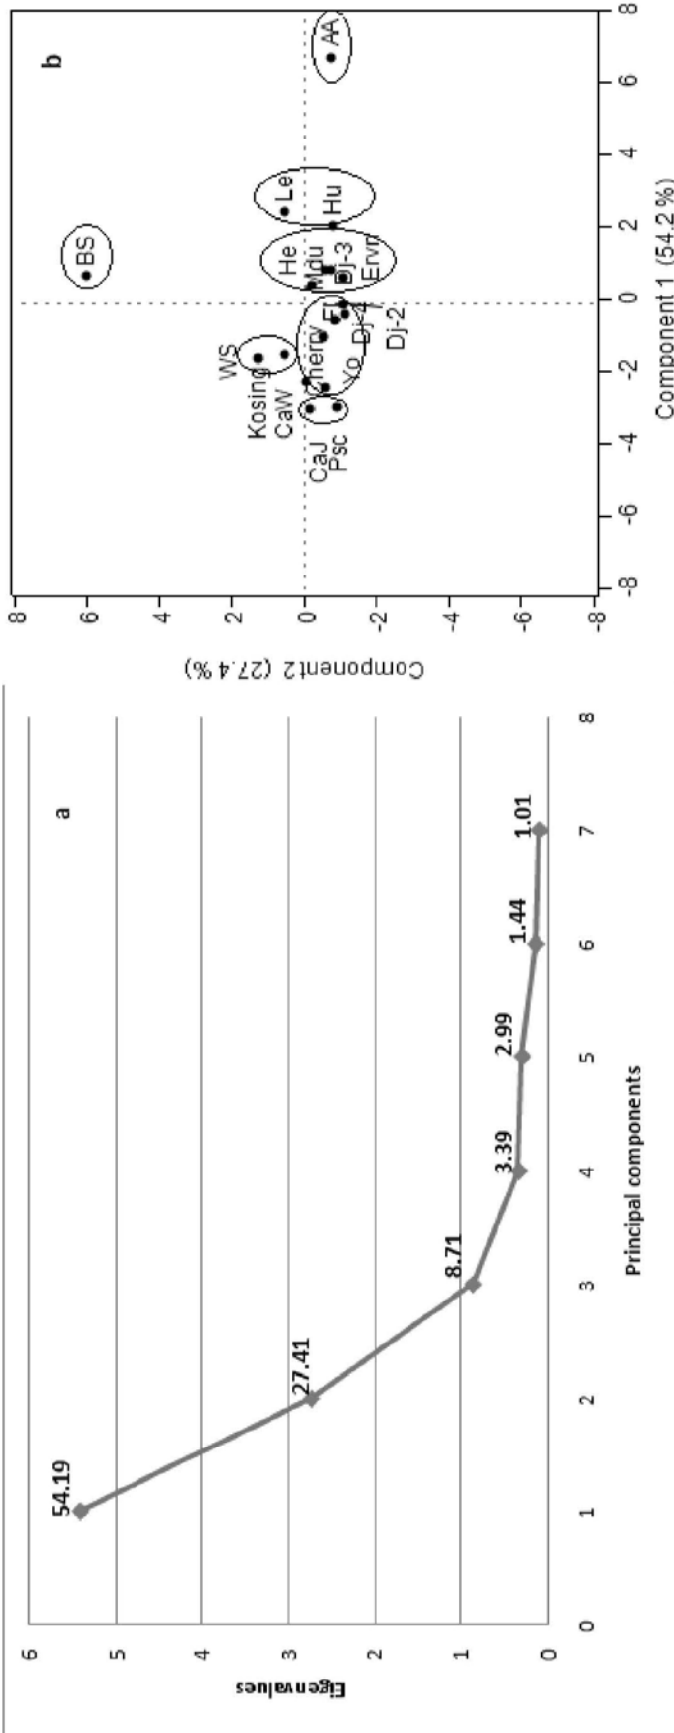 a
6
5
4
3
2
1
0
Eigenvalues
54.19
27.41
8.71
3.39
2.99
1.44
1.01
0 1 2 3 4 5 6 7 8
Principal components
b
8
6
4
2
0
-2
-4
-6
-8
Component 2 (27.4 %)
BS
WS
Kosing
CaW
Cherry
CaJ
Psc
Yo
Dj-4
Dj-2
He
Mdu
Dj-3
Le
Hu
AA
-8 -6 -4 -2 0 2 4 6 8
Component 1 (54.2 %)